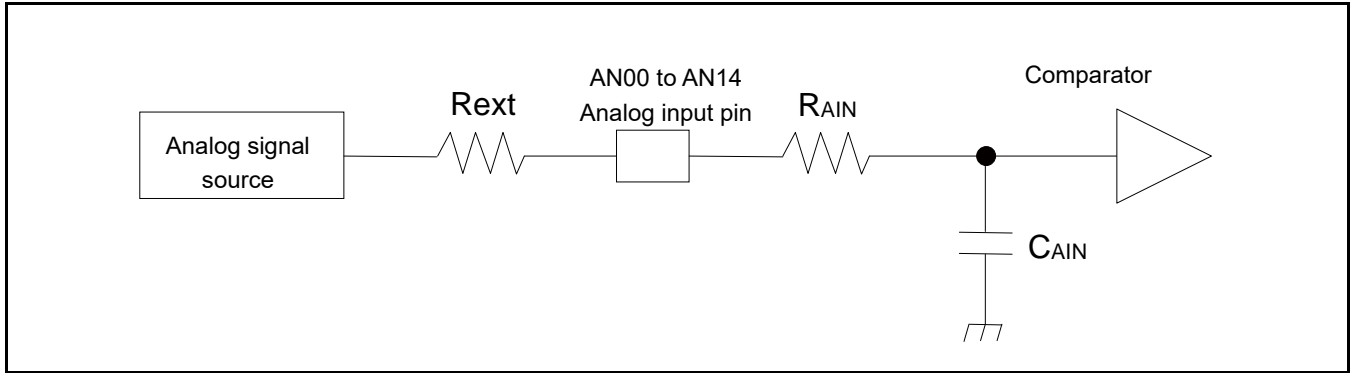 AN00 to AN14
Analog input pin
Comparator
Rext
RAIN
Analog signal
source
CAIN